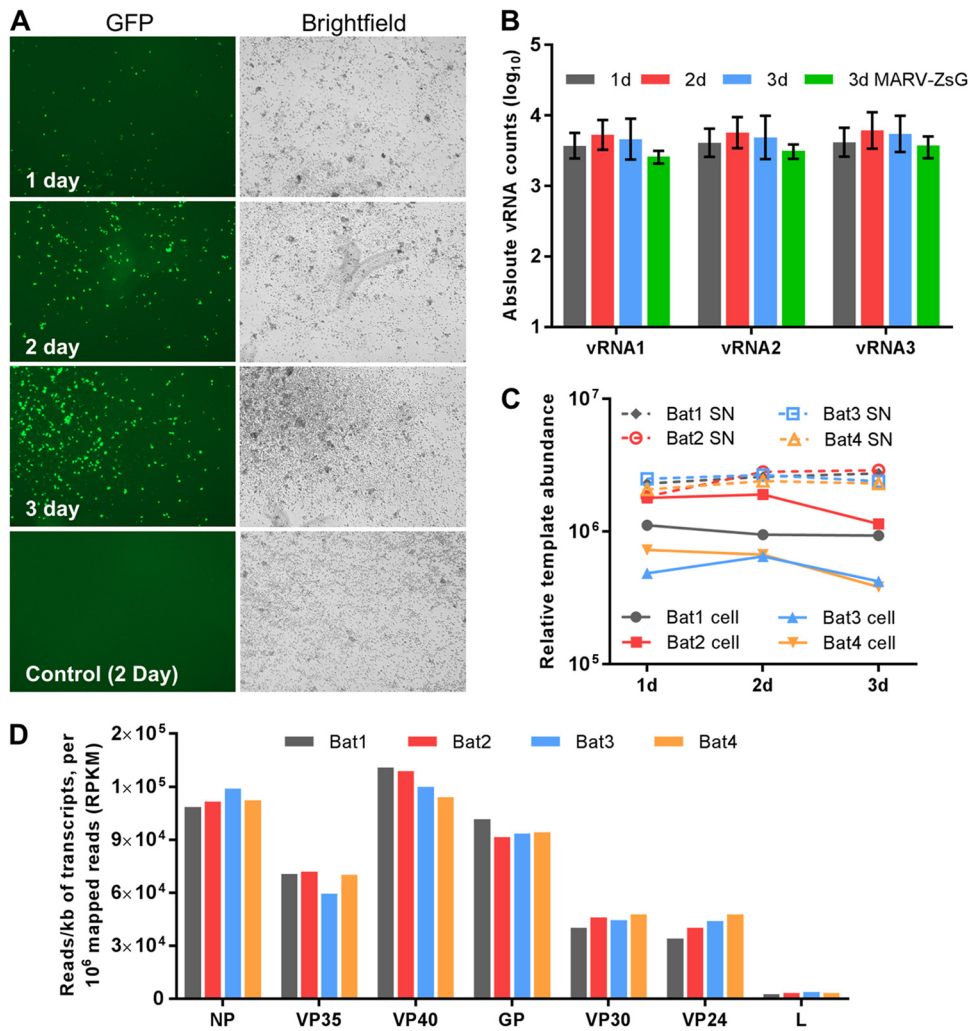 A
GFP
Brightfield
1 day
2 day
3 day
Control (2 Day)
B
Absloute vRNA counts (log10)
5
4
3
2
1
1d
2d
3d
3d MARV-ZsG
vRNA1
vRNA2
vRNA3
C
Relative template abundance
10^7
10^6
10^5
Bat1 SN
Bat2 SN
Bat3 SN
Bat4 SN
Bat1 cell
Bat2 cell
Bat3 cell
Bat4 cell
1d
2d
3d
D
Reads/kb of transcripts, per
10^6 mapped reads (RPKM)
2×10^5
1×10^5
9×10^4
6×10^4
3×10^4
0
Bat1
Bat2
Bat3
Bat4
NP
VP35
VP40
GP
VP30
VP24
L